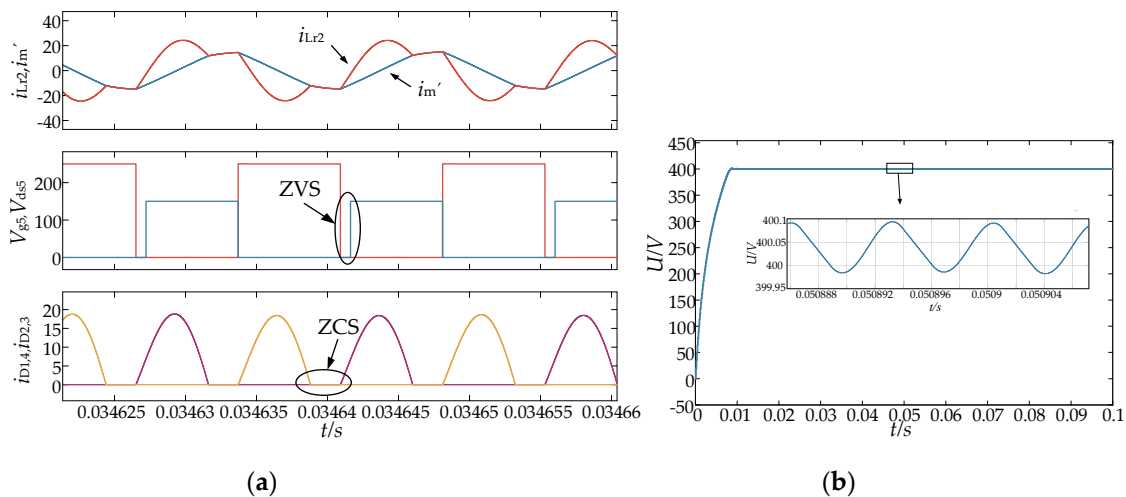 40
20
0
-20
-40
iLr2,im′
iLr2
im′
200
100
0
Vg5,Vds5
ZVS
20
15
10
5
0
iD1,4,iD2,3
ZCS
0.034625 0.03463 0.034635 0.03464 0.034645 0.03465 0.034655 0.03466
t/s
(a)
450
400
350
300
250
200
150
100
50
0
-50
U/V
400.1
400.05
400
399.95
U/V
0.050888 0.050892 0.050896 0.0509 0.050904
t/s
0 0.01 0.02 0.03 0.04 0.05 0.06 0.07 0.08 0.09 0.1
t/s
(b)